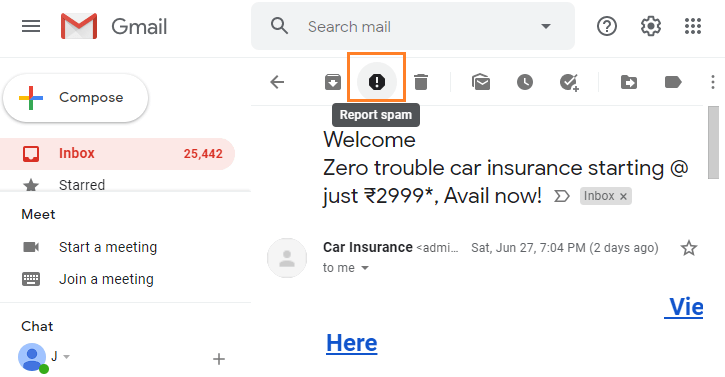 Gmail
Search mail
Compose
Report spam
Inbox 25,442
Starred
Welcome
Zero trouble car insurance starting @
just ₹2999*, Avail now!
Inbox ×
Meet
Start a meeting
Join a meeting
Car Insurance <admi... Sat, Jun 27, 7:04 PM (2 days ago)
to me
Vie
Here
Chat
J